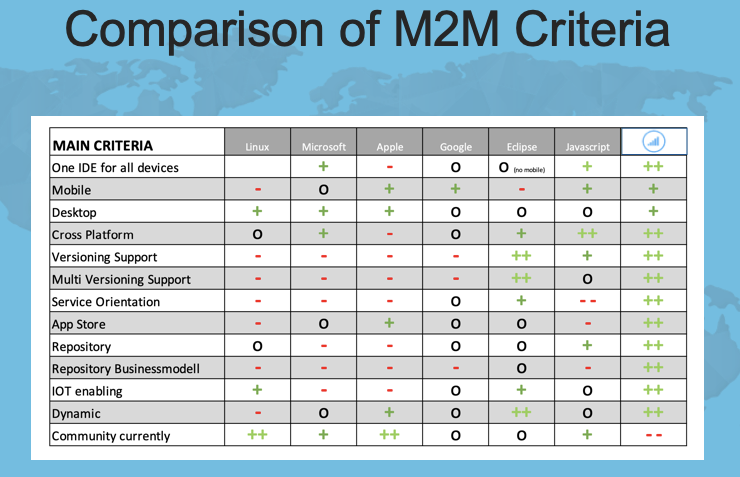 Comparison of M2M Criteria
MAIN CRITERIA Linux Microsoft Apple Google Eclipse Javascript
One IDE for all devices + - O O (no mobile) + ++
Mobile - O + + - + +
Desktop + + + O O O +
Cross Platform O + - O + ++ ++
Versioning Support - - - - ++ + ++
Multi Versioning Support - - - - ++ O ++
Service Orientation - - - O + -- ++
App Store - O + O O - ++
Repository O - - O O + ++
Repository Businessmodell - - - - O - ++
IOT enabling + - - O + O ++
Dynamic - O + O ++ O ++
Community currently ++ + ++ O O + --